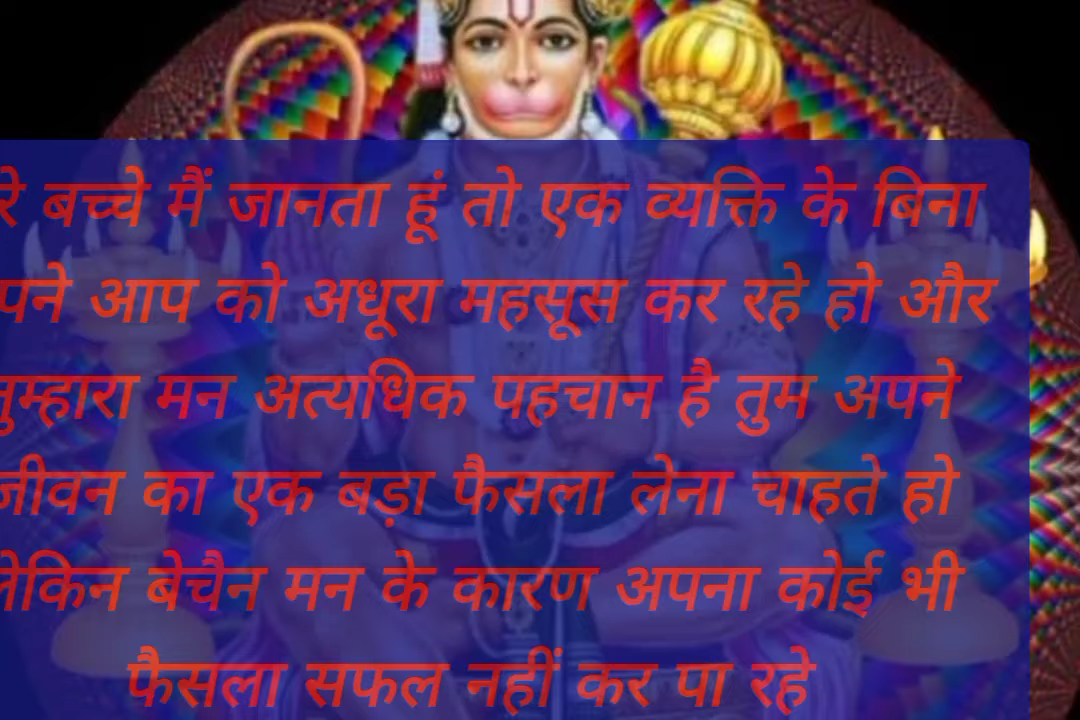 रे बच्चे मैं जानता हूं तो एक व्यक्ति के बिना
पने आप को अधूरा महसूस कर रहे हो और
तुम्हारा मन अत्यधिक पहचान है तुम अपने
जीवन का एक बड़ा फैसला लेना चाहते हो
लेकिन बेचैन मन के कारण अपना कोई भी
फैसला सफल नहीं कर पा रहे